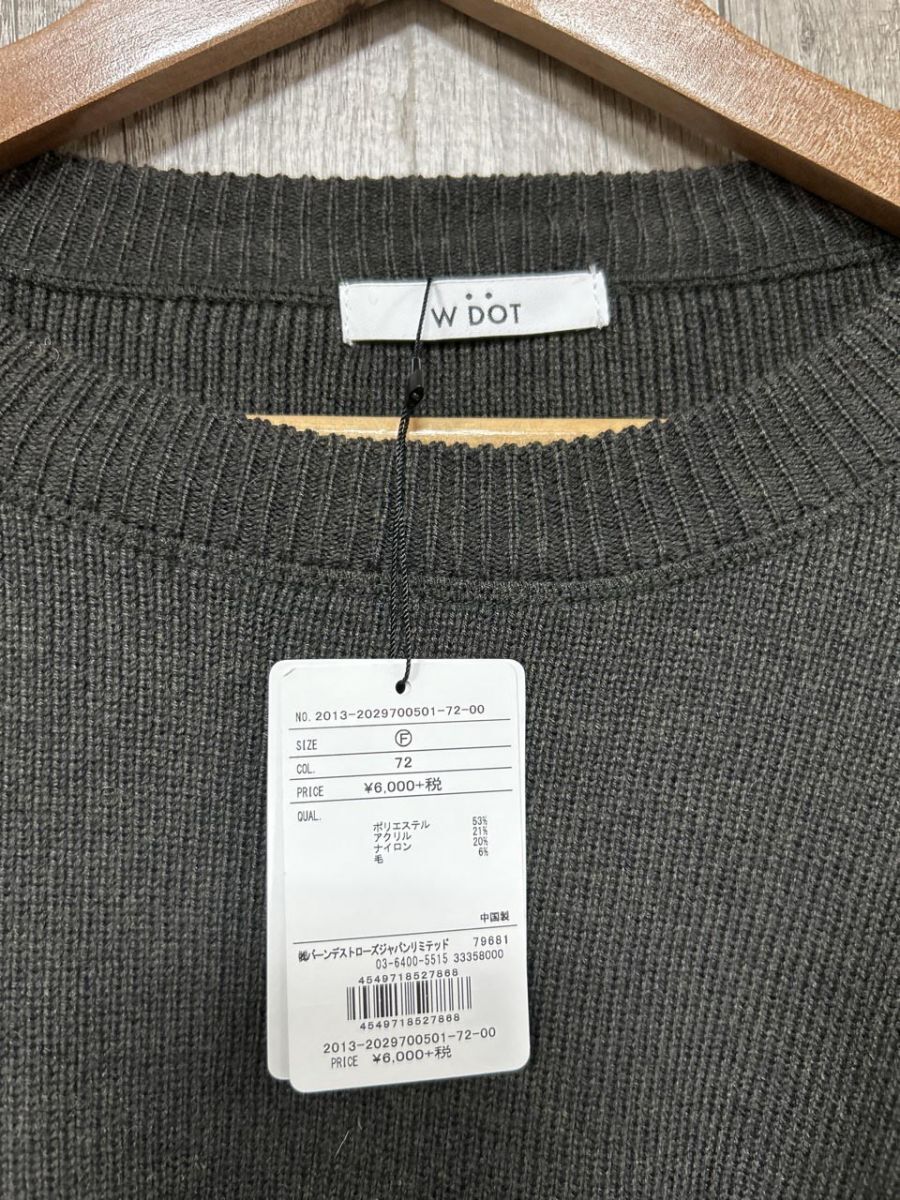 W DOT
NO. 2013-2029700501-72-00
SIZE Ⓕ
COL. 72
PRICE ¥6,000+税
QUAL.
ポリエステル 53%
アクリル 21%
ナイロン 20%
毛 6%
中国製
㈱バーンデストローズジャパンリミテッド 79681
03-6400-5515 33358000
4549718527868
4549718527868
2013-2029700501-72-00
PRICE ¥6,000+税